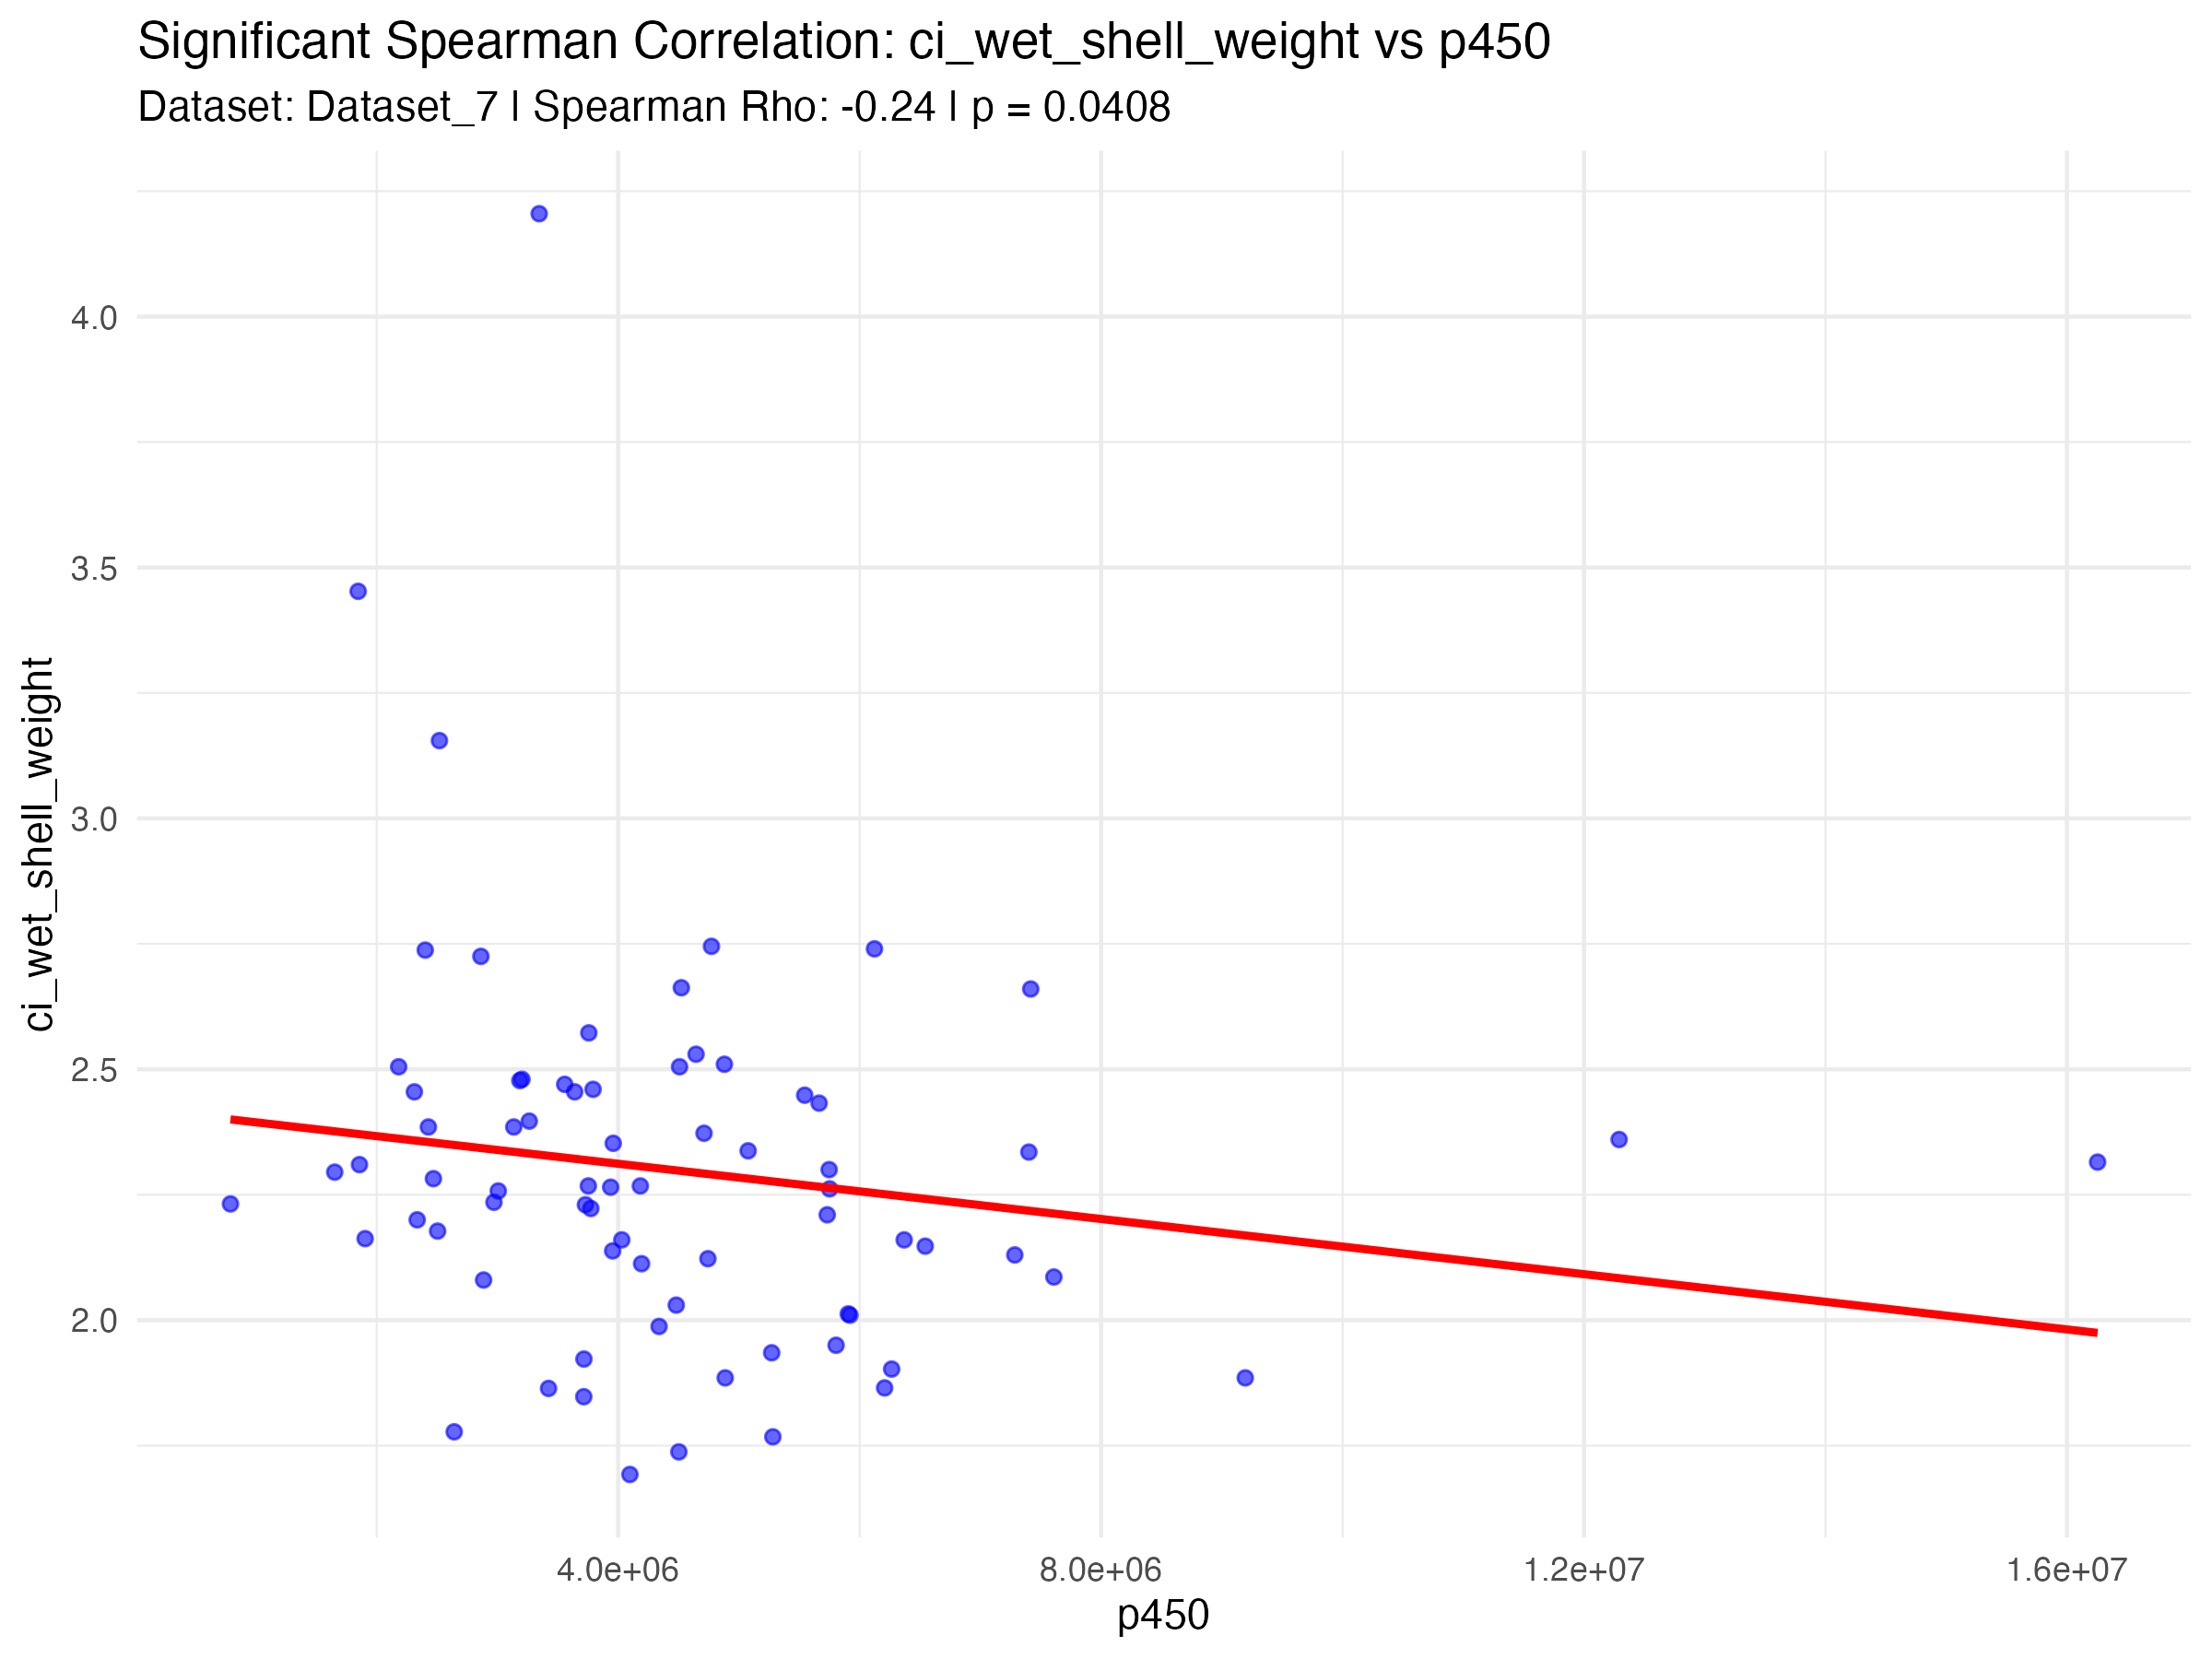 Significant Spearman Correlation: ci_wet_shell_weight vs p450
Dataset: Dataset_7 | Spearman Rho: -0.24 | p = 0.0408
ci_wet_shell_weight
4.0
3.5
3.0
2.5
2.0
4.0e+06
8.0e+06
1.2e+07
1.6e+07
p450